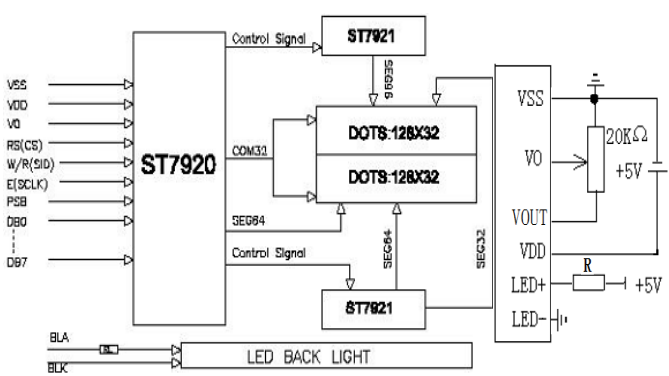 VSS
VDD
VO
RS(CS)
W/R(SID)
E(SCLK)
PSB
DB0
DB7
ST7920
Control Signal
ST7921
SEG96
COM32
DOTS:128X32
DOTS:128X32
SEG64
Control Signal
SEG64
SEG32
ST7921
BLA
RL
BLK
LED BACK LIGHT
VSS
20KΩ
VO
+5V
VOUT
VDD
R
LED+
+5V
LED-